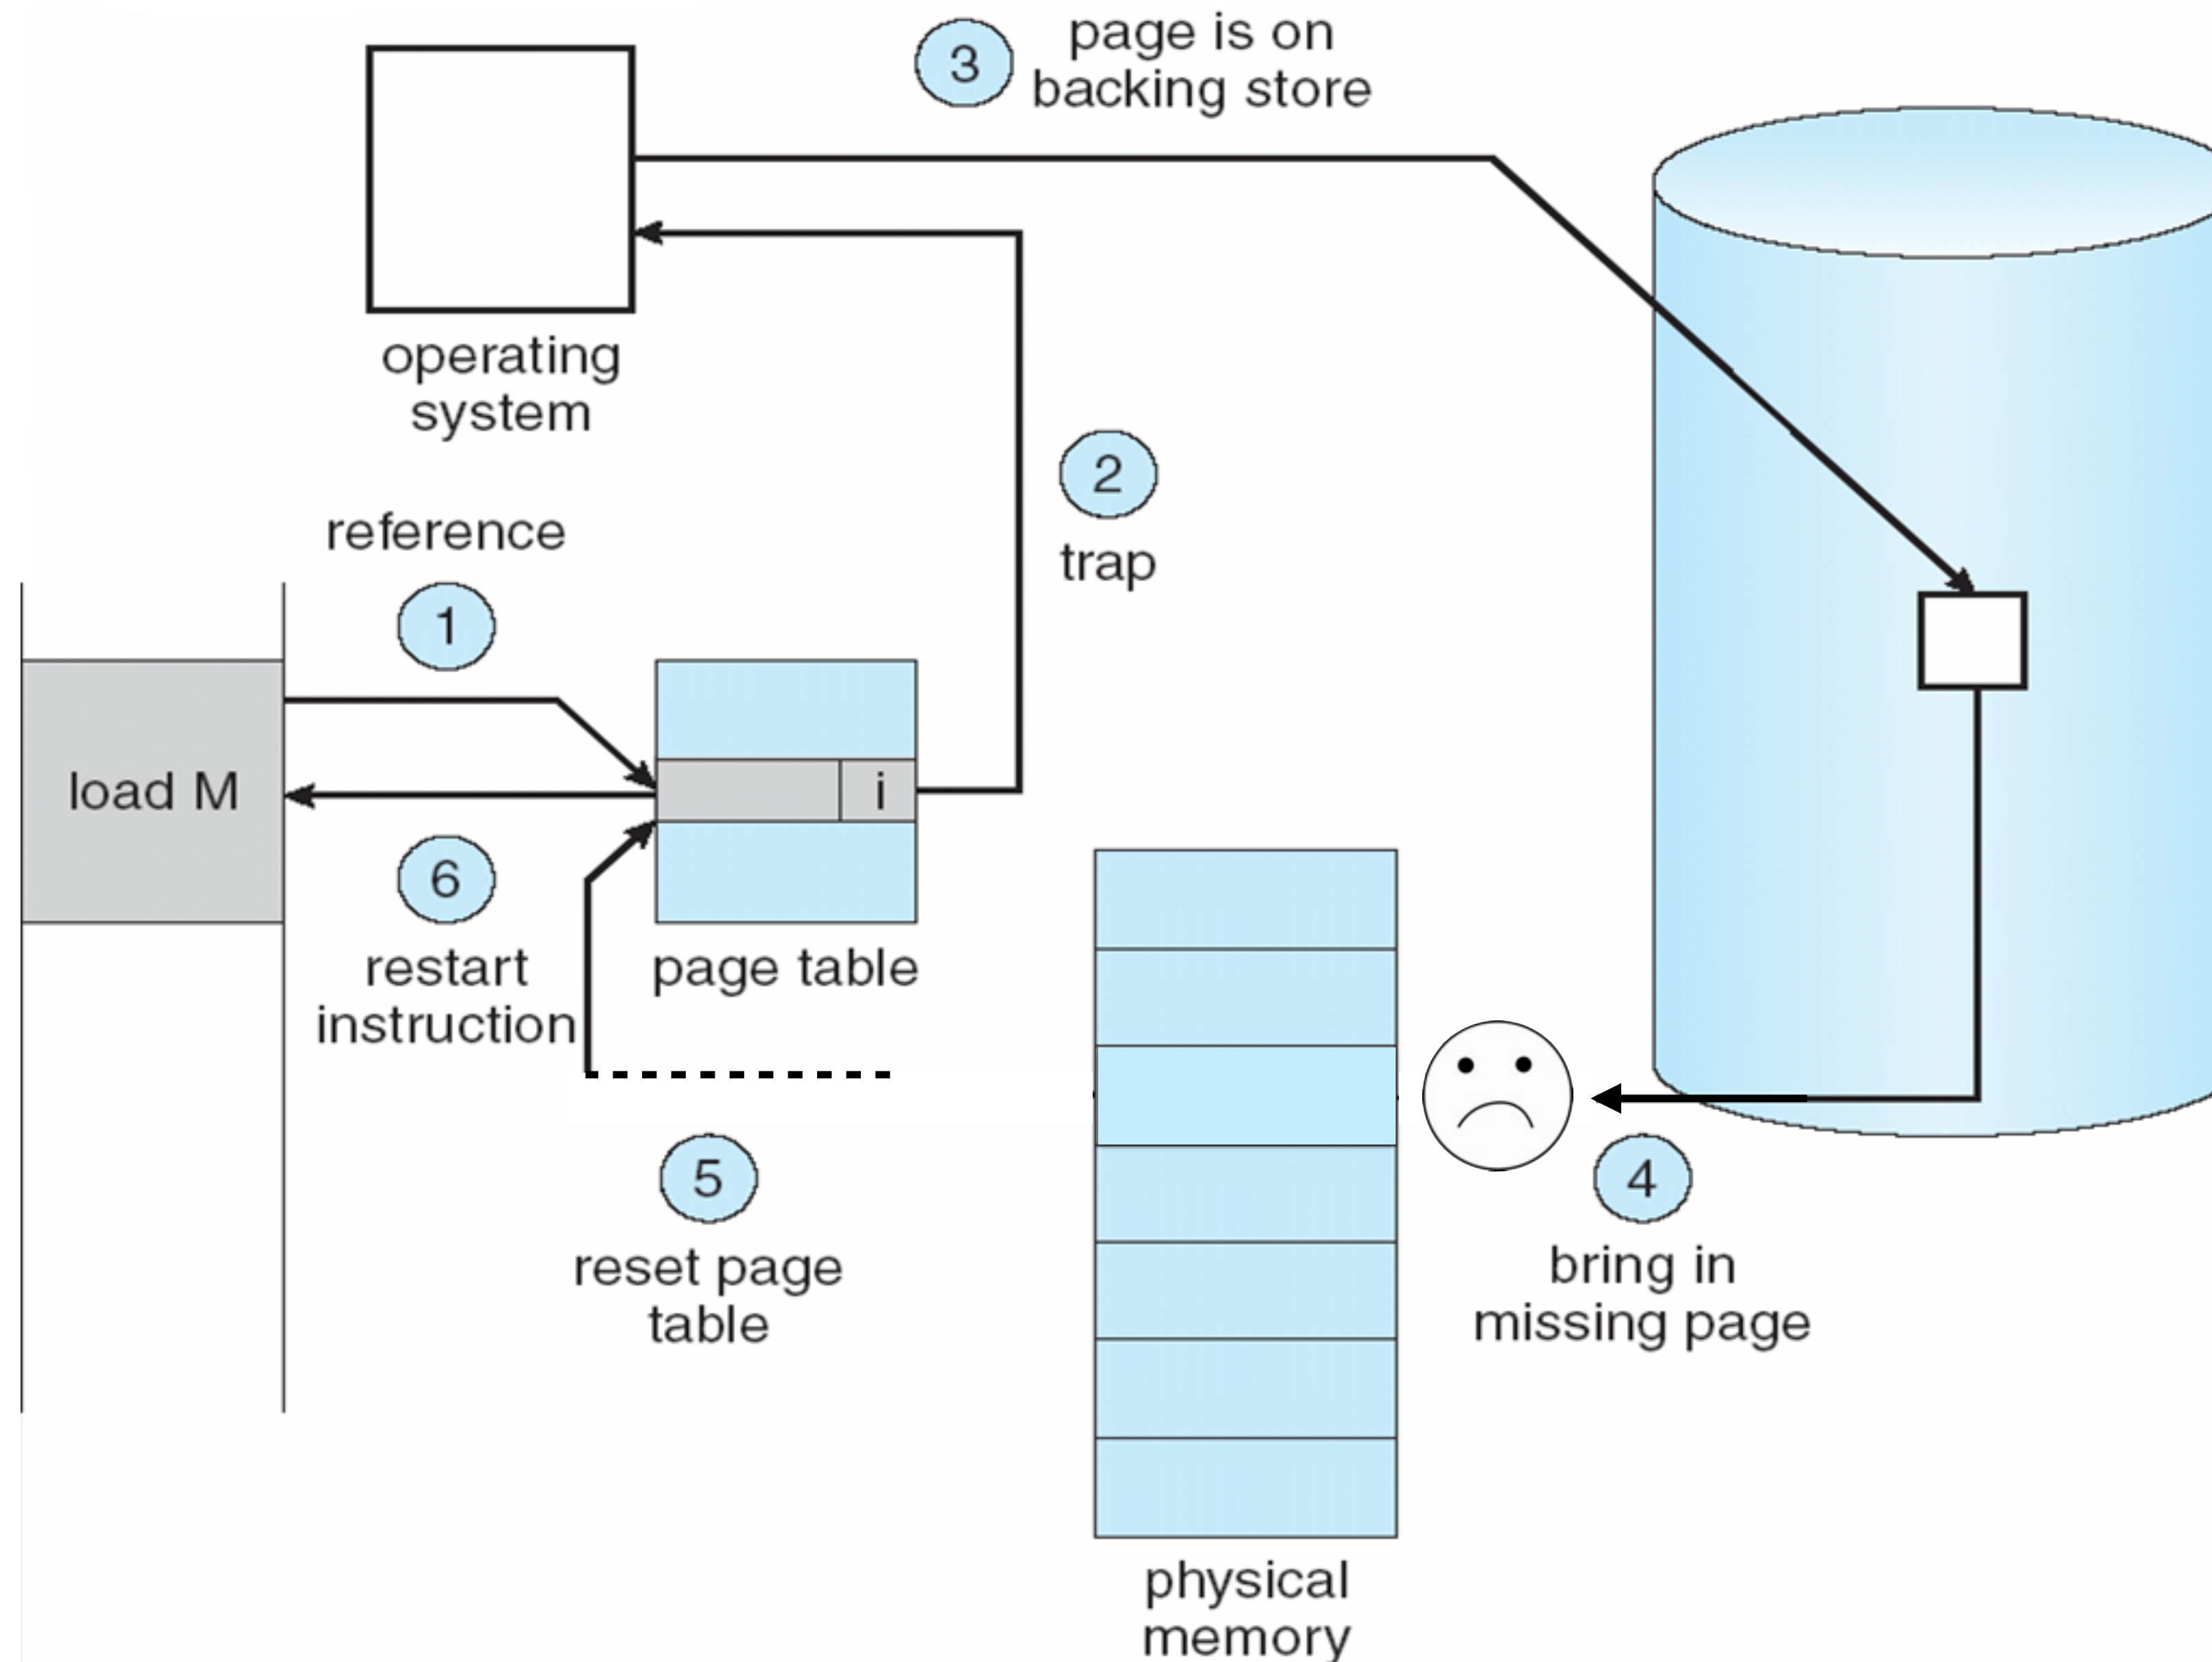 3
page is on
backing store
operating
system
2
trap
reference
1
load M
i
6
restart
instruction
page table
5
reset page
table
4
bring in
missing page
physical
memory